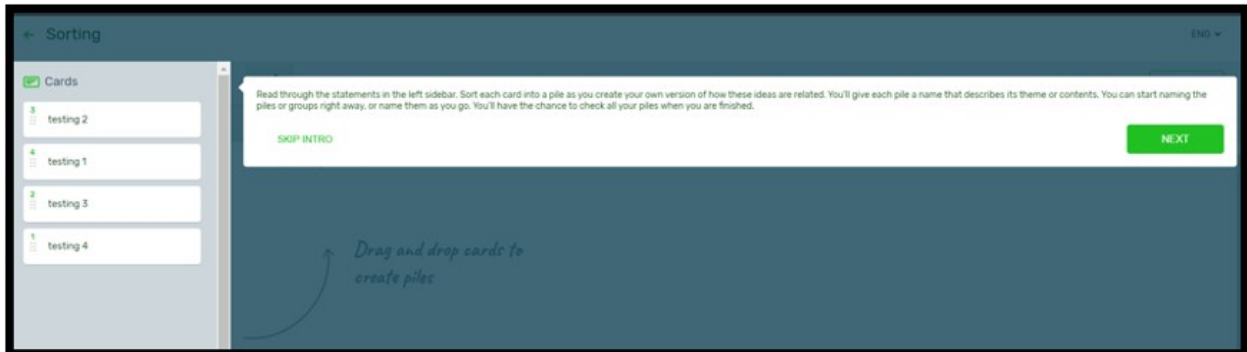 ← Sorting
ENG
Cards
3
testing 2
4
testing 1
2
testing 3
1
testing 4
Read through the statements in the left sidebar. Sort each card into a pile as you create your own version of how these ideas are related. You'll give each pile a name that describes its theme or contents. You can start naming the
piles or groups right away, or name them as you go. You'll have the chance to check all your piles when you are finished.
SKIP INTRO
NEXT
Drag and drop cards to
create piles